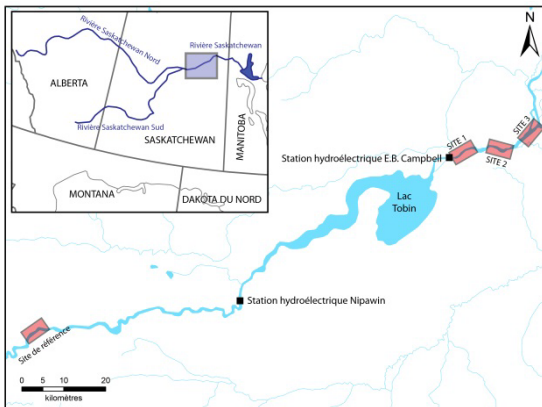 Rivière Saskatchewan Nord
Rivière Saskatchewan
ALBERTA
Rivière Saskatchewan Sud
SASKATCHEWAN
MANITOBA
MONTANA
DAKOTA DU NORD
N
SITE 1
SITE 2
SITE 3
Station hydroélectrique E.B. Campbell
Lac
Tobin
Station hydroélectrique Nipawin
Site de référence
0 5 10 20
kilomètres